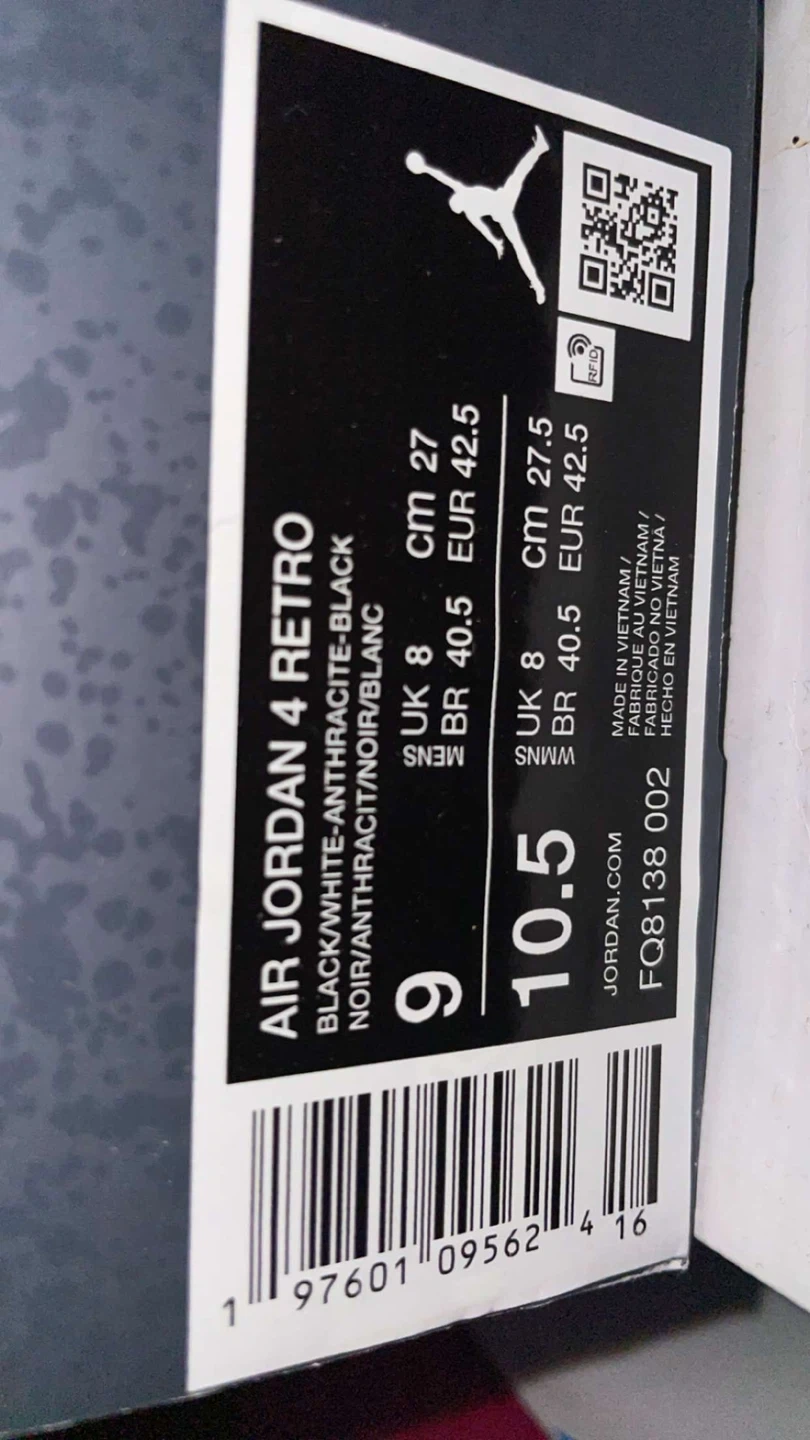 AIR JORDAN 4 RETRO
BLACK/WHITE-ANTHRACITE-BLACK
NOIR/ANTHRACIT/NOIR/BLANC
9
MENS
UK 8 cm 27
BR 40.5 EUR 42.5
10.5
WMNS
UK 8 cm 27.5
BR 40.5 EUR 42.5
RFID
JORDAN.COM
FQ8138 002
MADE IN VIETNAM /
FABRIQUE AU VIETNAM /
FABRICADO NO VIETNÃ /
HECHO EN VIETNAM
1 97601 09562 4 16